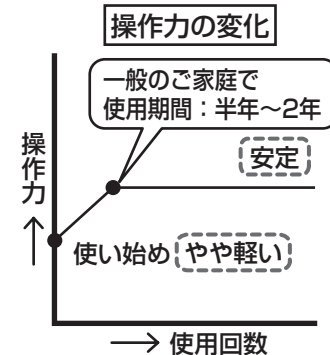 操作力の変化
一般のご家庭で
使用期間：半年～2年
安定
操作力
使い始め やや軽い
使用回数